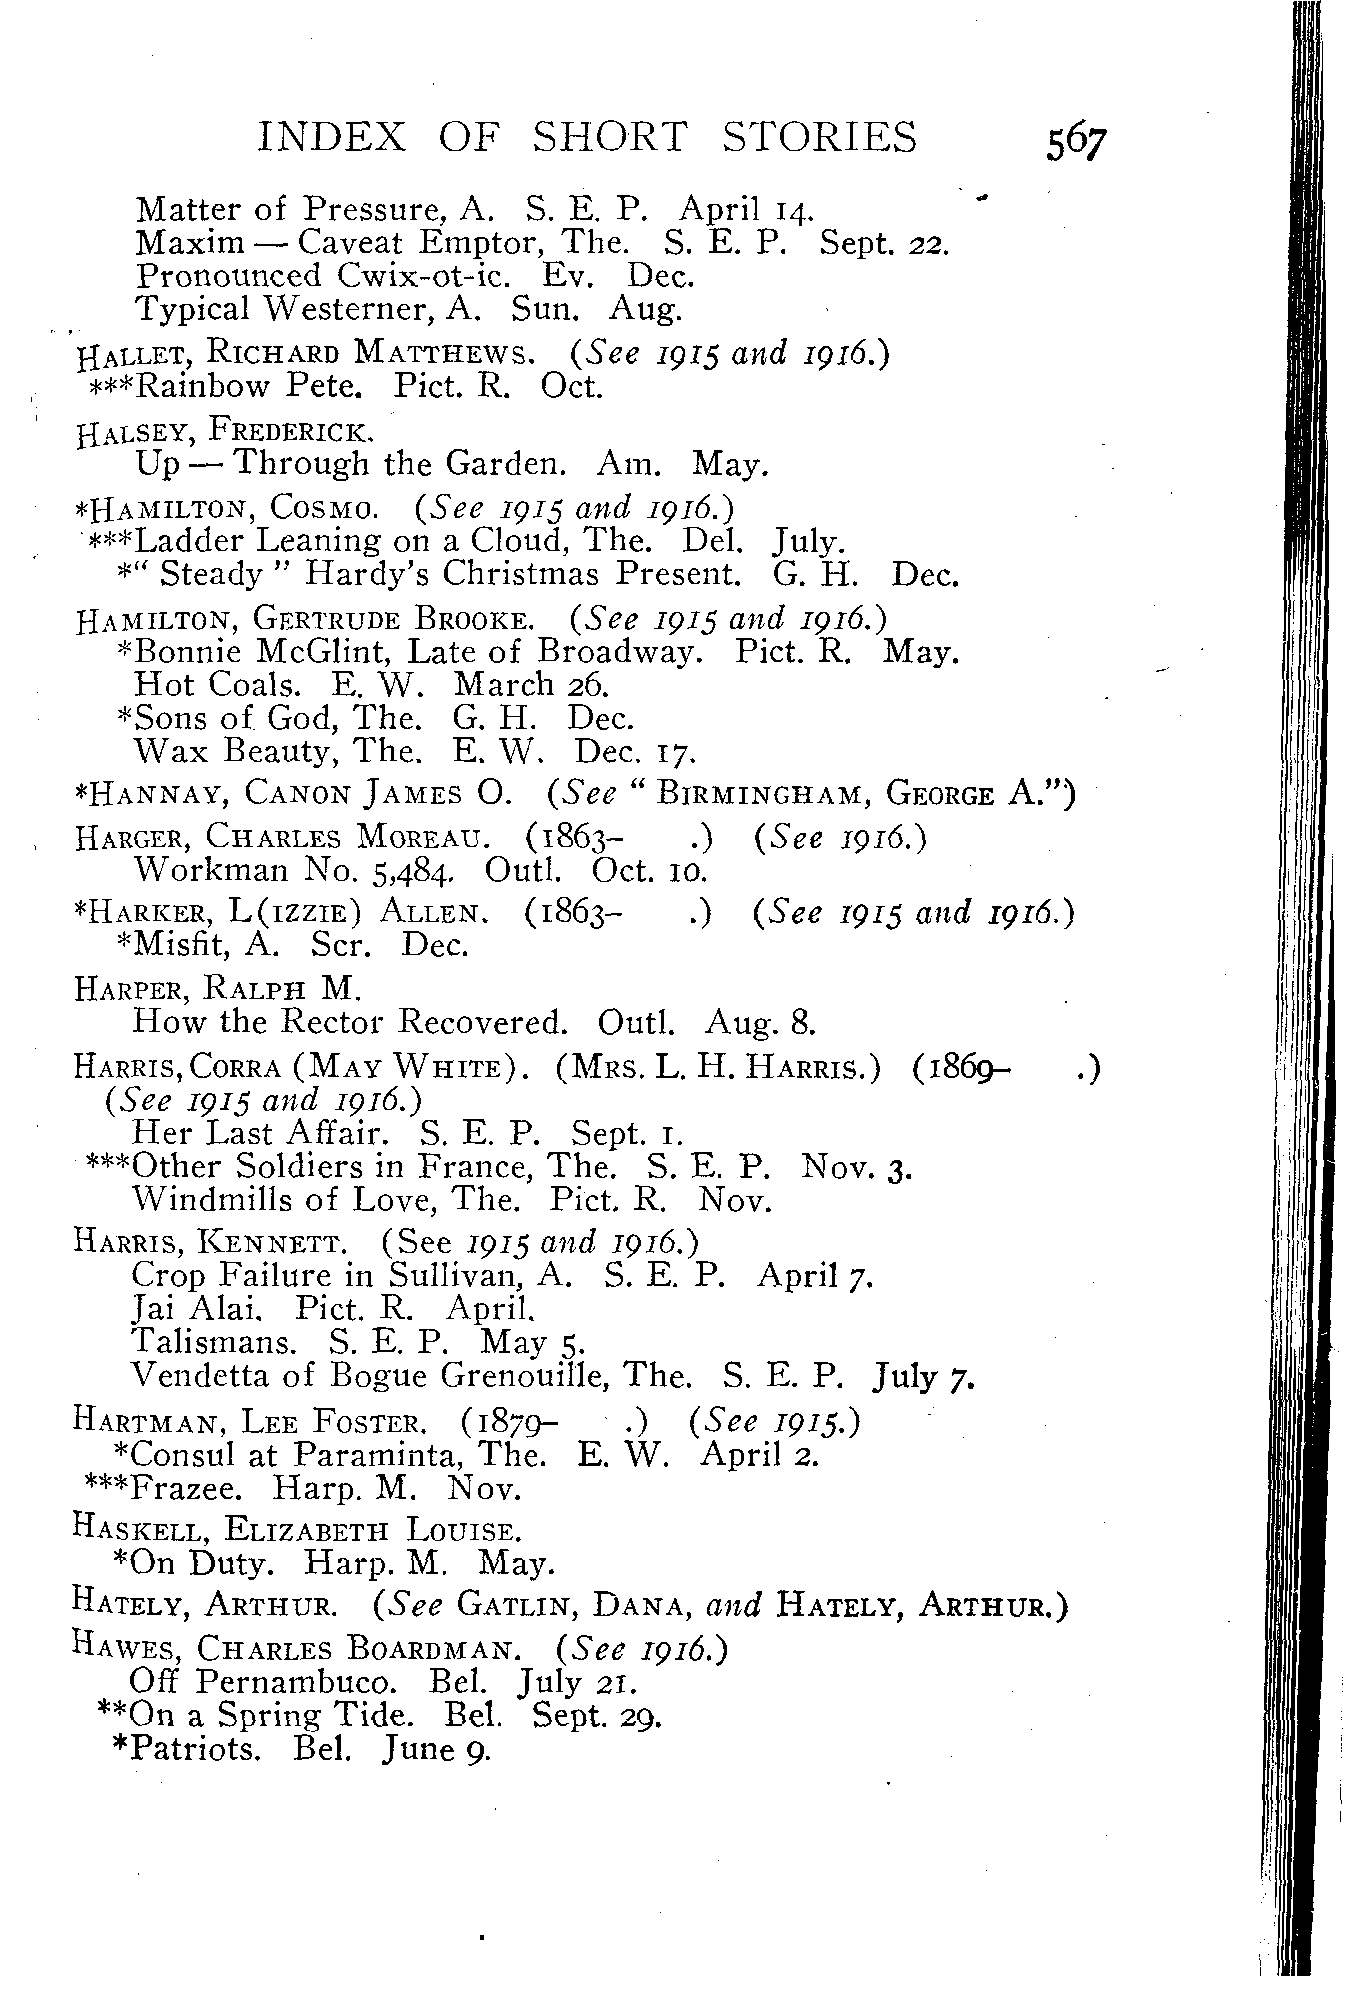 INDEX OF SHORT STORIES 567
Matter of Pressure, A. S. E. P. April 14.
Maxim — Caveat Emptor, The. S. E. P. Sept. 22.
Pronounced Cwix-ot-ic. Ev. Dec.
Typical Westerner, A. Sun. Aug.
HALLET, RICHARD MATTHEWS. (See 1915 and 1916.)
***Rainbow Pete. Pict. R. Oct.
HALSEY, FREDERICK.
Up — Through the Garden. Am. May.
*HAMILTON, COSMO. (See 1915 and 1916.)
***Ladder Leaning on a Cloud, The. Del. July.
*“ Steady ” Hardy's Christmas Present. G. H. Dec.
HAMILTON, GERTRUDE BROOKE. (See 1915 and 1916.)
*Bonnie McGlint, Late of Broadway. Pict. R. May.
Hot Coals. E. W. March 26.
*Sons of God, The. G. H. Dec.
Wax Beauty, The. E. W. Dec. 17.
*HANNAY, CANON JAMES O. (See “ BIRMINGHAM, GEORGE A.”)
HARGER, CHARLES MOREAU. (1863– .) (See 1916.)
Workman No. 5,484. Outl. Oct. 10.
*HARKER, L(IZZIE) ALLEN. (1863– .) (See 1915 and 1916.)
*Misfit, A. Scr. Dec.
HARPER, RALPH M.
How the Rector Recovered. Outl. Aug. 8.
HARRIS, CORRA (MAY WHITE). (MRS. L. H. HARRIS.) (1869– .)
(See 1915 and 1916.)
Her Last Affair. S. E. P. Sept. 1.
***Other Soldiers in France, The. S. E. P. Nov. 3.
Windmills of Love, The. Pict. R. Nov.
HARRIS, KENNETT. (See 1915 and 1916.)
Crop Failure in Sullivan, A. S. E. P. April 7.
Jai Alai. Pict. R. April.
Talismans. S. E. P. May 5.
Vendetta of Bogue Grenouille, The. S. E. P. July 7.
HARTMAN, LEE FOSTER. (1879– .) (See 1915.)
*Consul at Paraminta, The. E. W. April 2.
***Frazee. Harp. M. Nov.
HASKELL, ELIZABETH LOUISE.
*On Duty. Harp. M. May.
HATELY, ARTHUR. (See GATLIN, DANA, and HATELY, ARTHUR.)
HAWES, CHARLES BOARDMAN. (See 1916.)
Off Pernambuco. Bel. July 21.
**On a Spring Tide. Bel. Sept. 29.
*Patriots. Bel. June 9.